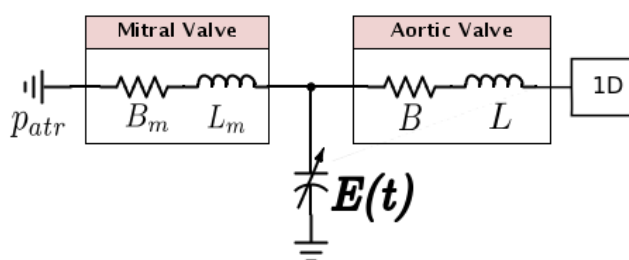 Mitral Valve
Aortic Valve
1D
p_atr
B_m
L_m
B
L
E(t)